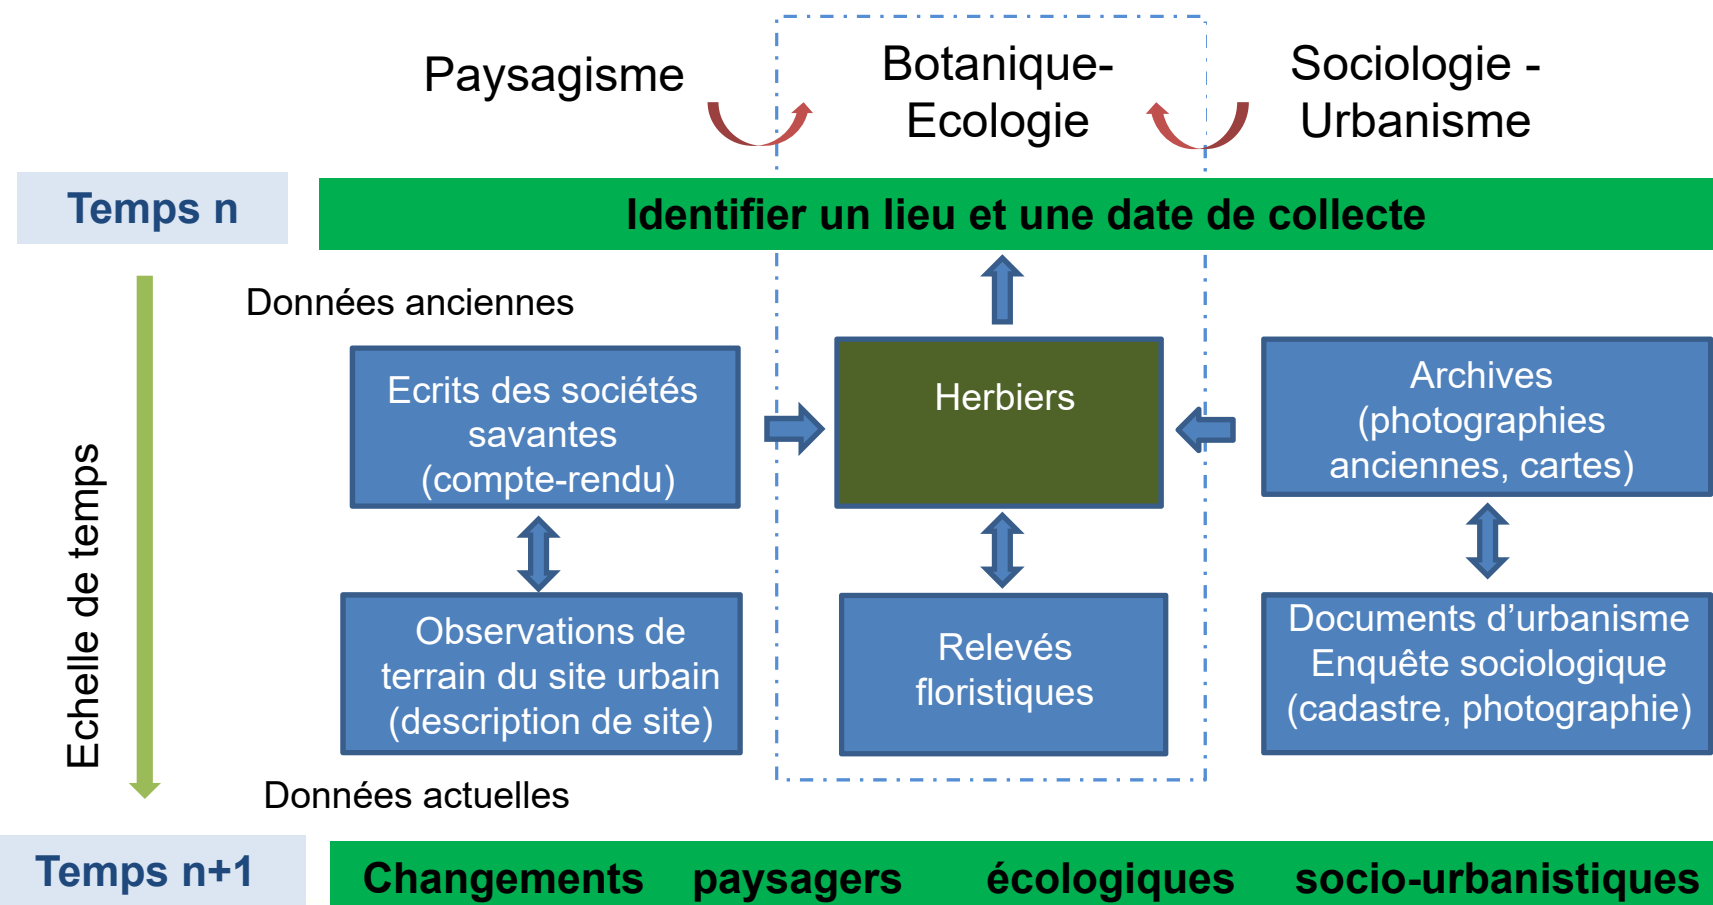 Paysagisme
Botanique-
Ecologie
Sociologie -
Urbanisme
Temps n
Identifier un lieu et une date de collecte
Données anciennes
Echelle de temps
Ecrits des sociétés
savantes
(compte-rendu)
Herbiers
Archives
(photographies
anciennes, cartes)
Observations de
terrain du site urbain
(description de site)
Relevés
floristiques
Documents d’urbanisme
Enquête sociologique
(cadastre, photographie)
Données actuelles
Temps n+1
Changements paysagers écologiques socio-urbanistiques